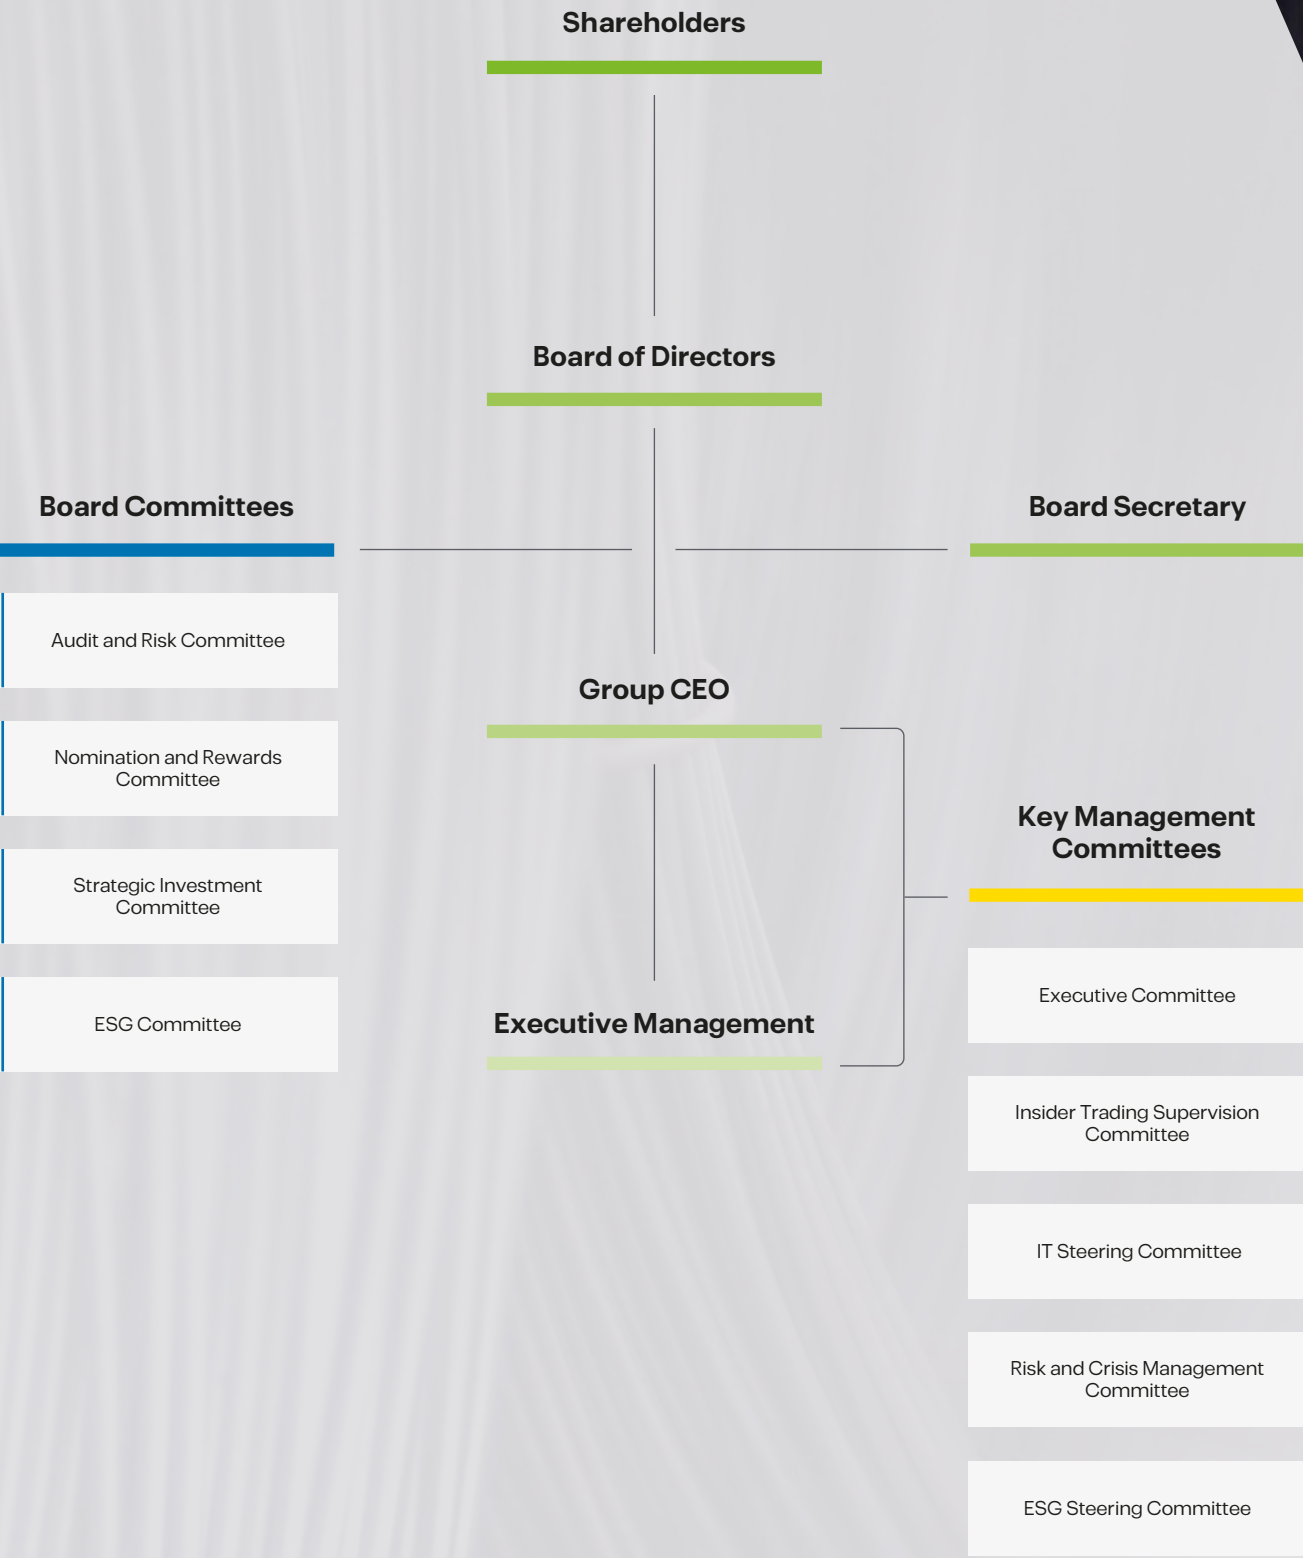 Shareholders
Board of Directors
Board Committees
Audit and Risk Committee
Nomination and Rewards
Committee
Strategic Investment
Committee
ESG Committee
Board Secretary
Group CEO
Executive Management
Key Management
Committees
Executive Committee
Insider Trading Supervision
Committee
IT Steering Committee
Risk and Crisis Management
Committee
ESG Steering Committee